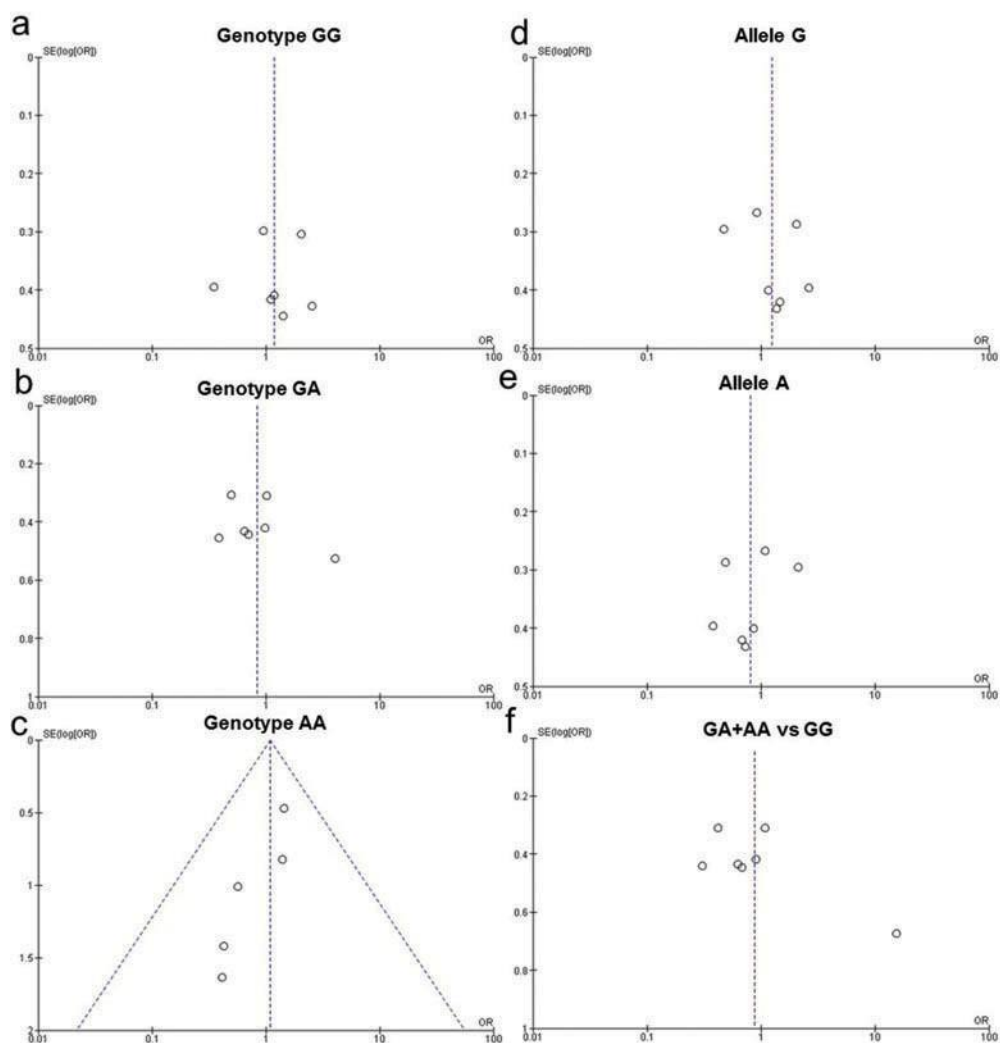 a
Genotype GG
SE(log[OR])
0
0.1
0.2
0.3
0.4
0.5
OR
0.01 0.1 1 10 100
b
Genotype GA
SE(log[OR])
0
0.2
0.4
0.6
0.8
1
OR
0.01 0.1 1 10 100
c
Genotype AA
SE(log[OR])
0
0.5
1
1.5
2
OR
0.01 0.1 1 10 100
d
Allele G
SE(log[OR])
0
0.1
0.2
0.3
0.4
0.5
OR
0.01 0.1 1 10 100
e
Allele A
SE(log[OR])
0
0.1
0.2
0.3
0.4
0.5
OR
0.01 0.1 1 10 100
f
GA+AA vs GG
SE(log[OR])
0
0.2
0.4
0.6
0.8
1
OR
0.01 0.1 1 10 100